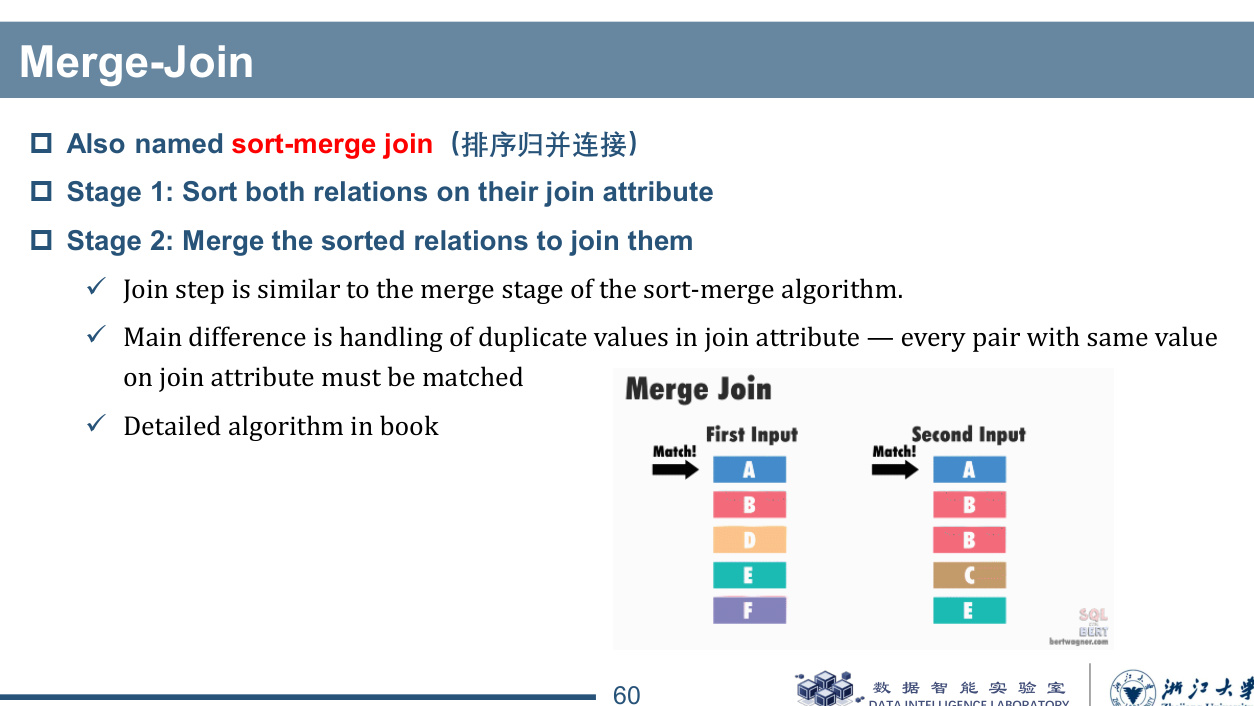 Merge-Join
Also named sort-merge join（排序归并连接）
Stage 1: Sort both relations on their join attribute
Stage 2: Merge the sorted relations to join them
Join step is similar to the merge stage of the sort-merge algorithm.
Main difference is handling of duplicate values in join attribute — every pair with same value
on join attribute must be matched
Detailed algorithm in book
Merge Join
First Input
Second Input
Match!
Match!
A
A
B
B
D
B
E
C
F
E
SQL
BERT
bertwagner.com
60
数据智能实验室
DATA INTELLIGENCE LABORATORY
浙江大学